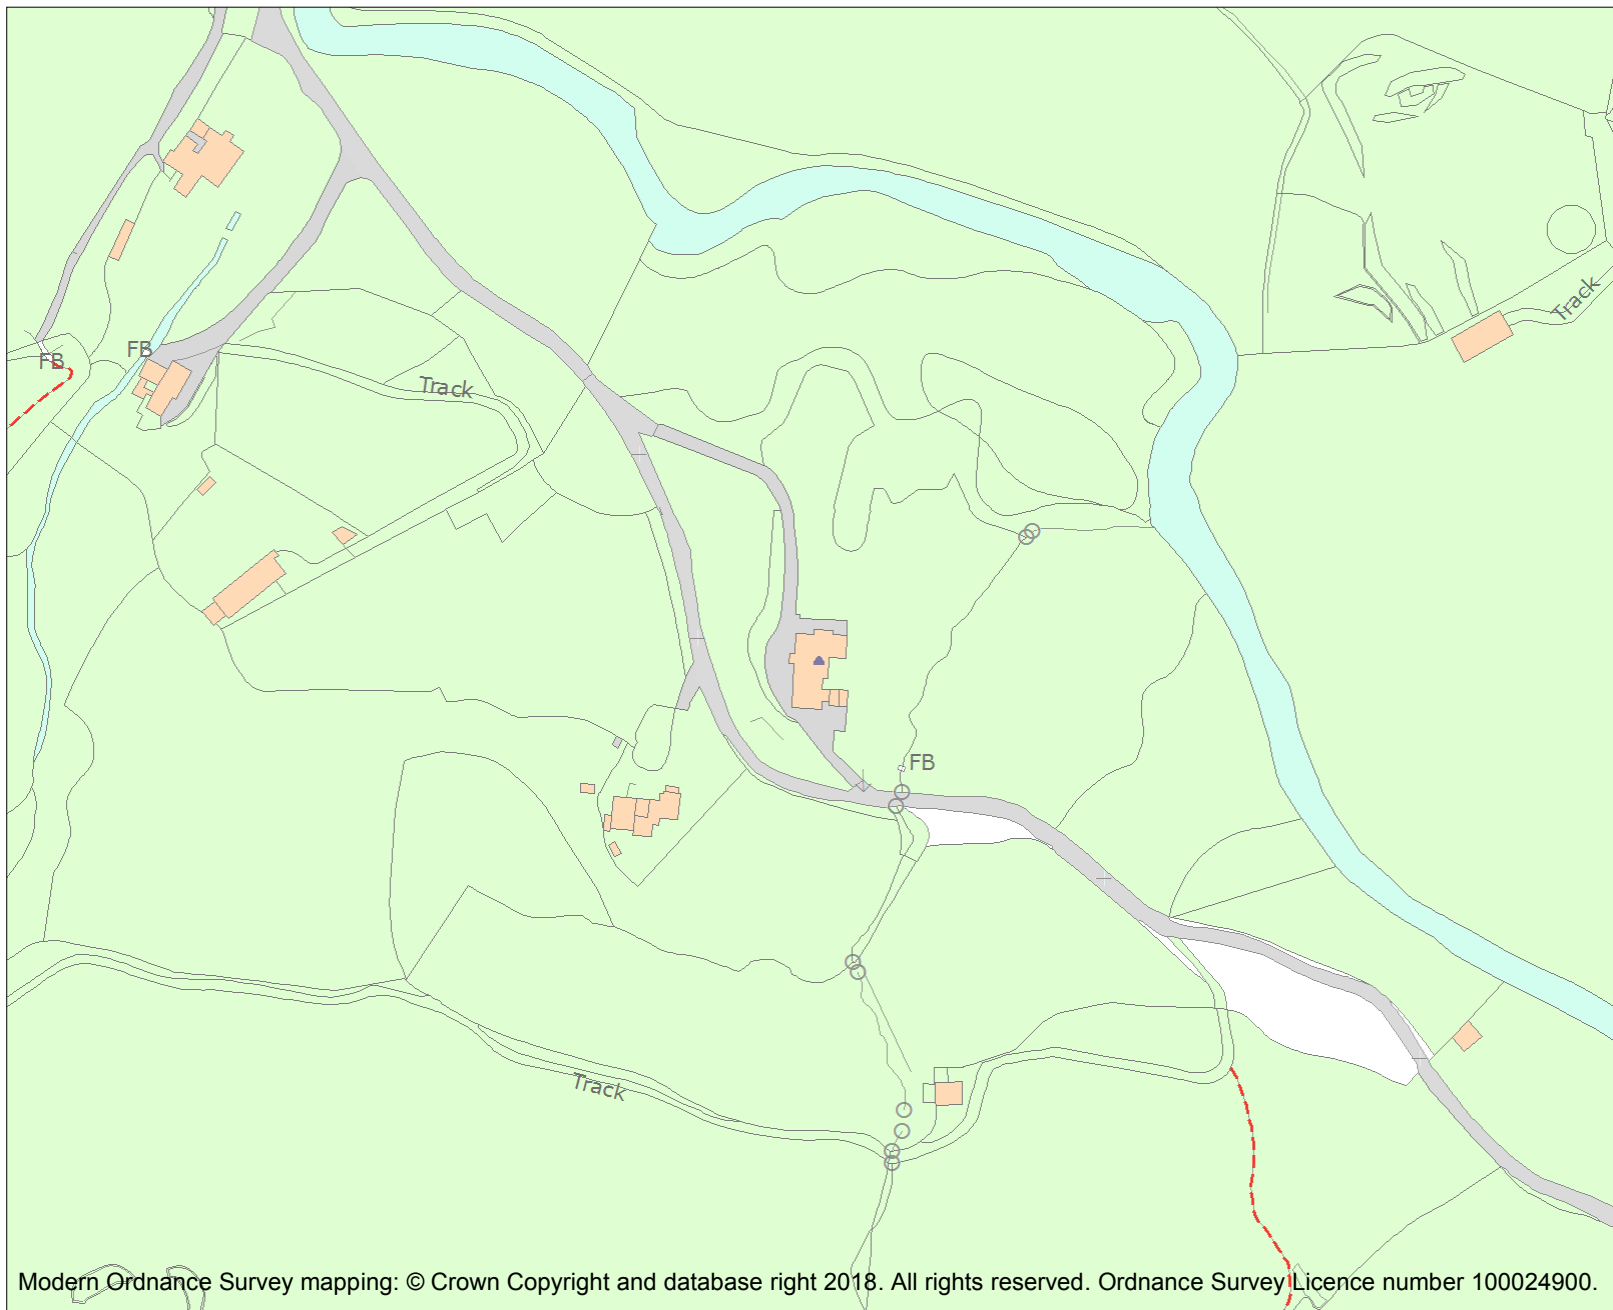 Track
FB
FB
Track
FB
Track
Modern Ordnance Survey mapping: © Crown Copyright and database right 2018. All rights reserved. Ordnance Survey Licence number 100024900.